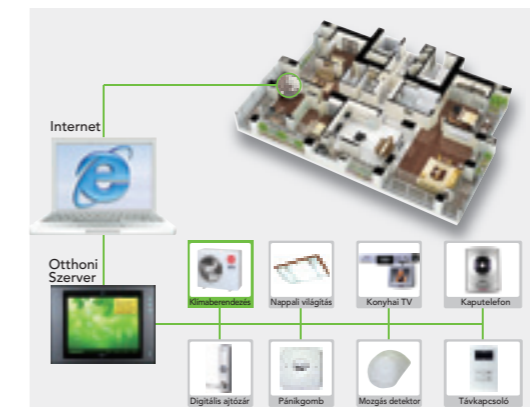 Internet
Otthoni
Szerver
Klímaberendezés
Nappali világítás
Konyhai TV
Kaputelefon
Digitális ajtózár
Pánikgomb
Mozgás detektor
Távkapcsoló